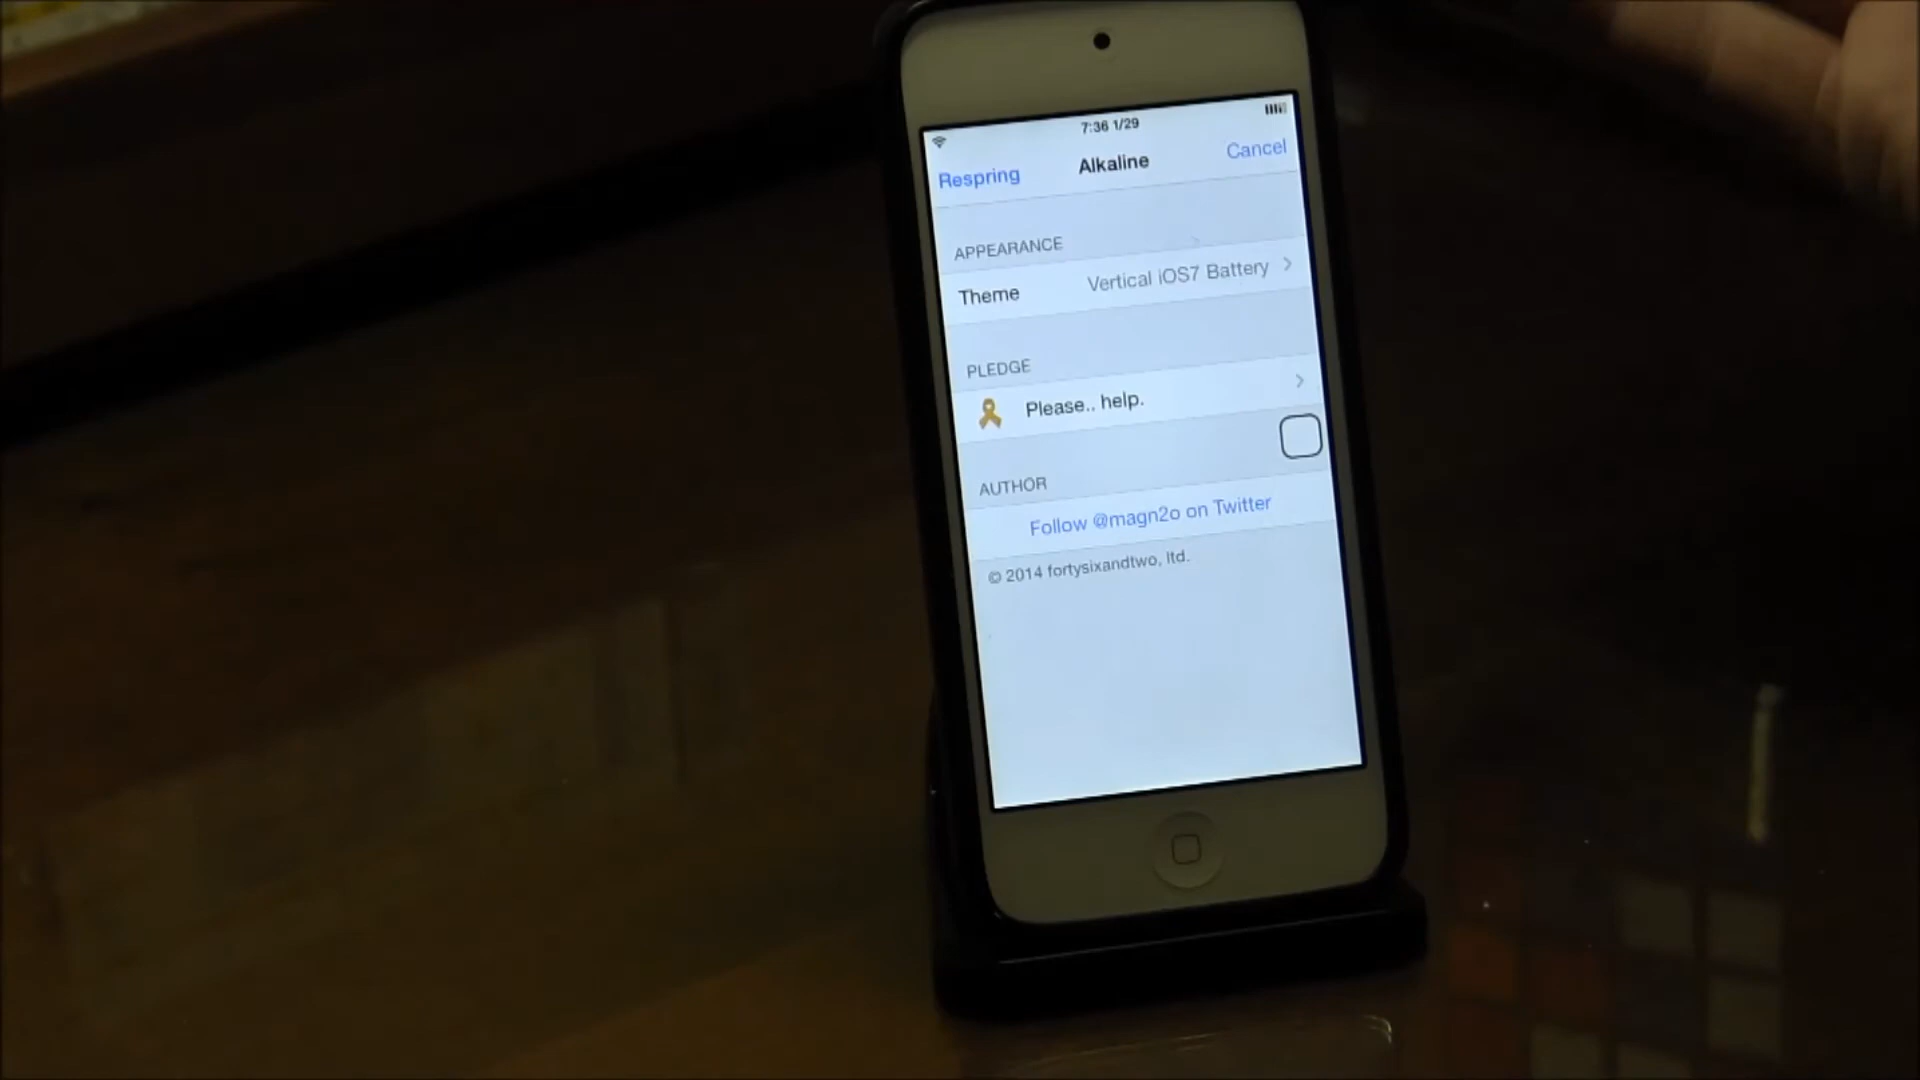 7:36 1/29
Respring
Alkaline
Cancel
APPEARANCE
Theme
Vertical iOS7 Battery
PLEDGE
Please.. help.
AUTHOR
Follow @magn2o on Twitter
© 2014 fortysixandtwo, ltd.